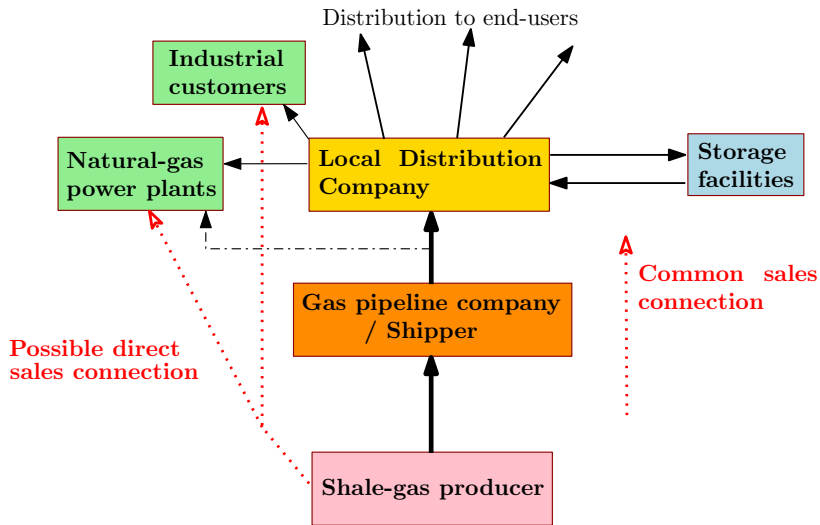 Distribution to end-users
Industrial
customers
Natural-gas
power plants
Local Distribution
Company
Storage
facilities
Gas pipeline company
/ Shipper
Common sales
connection
Possible direct
sales connection
Shale-gas producer